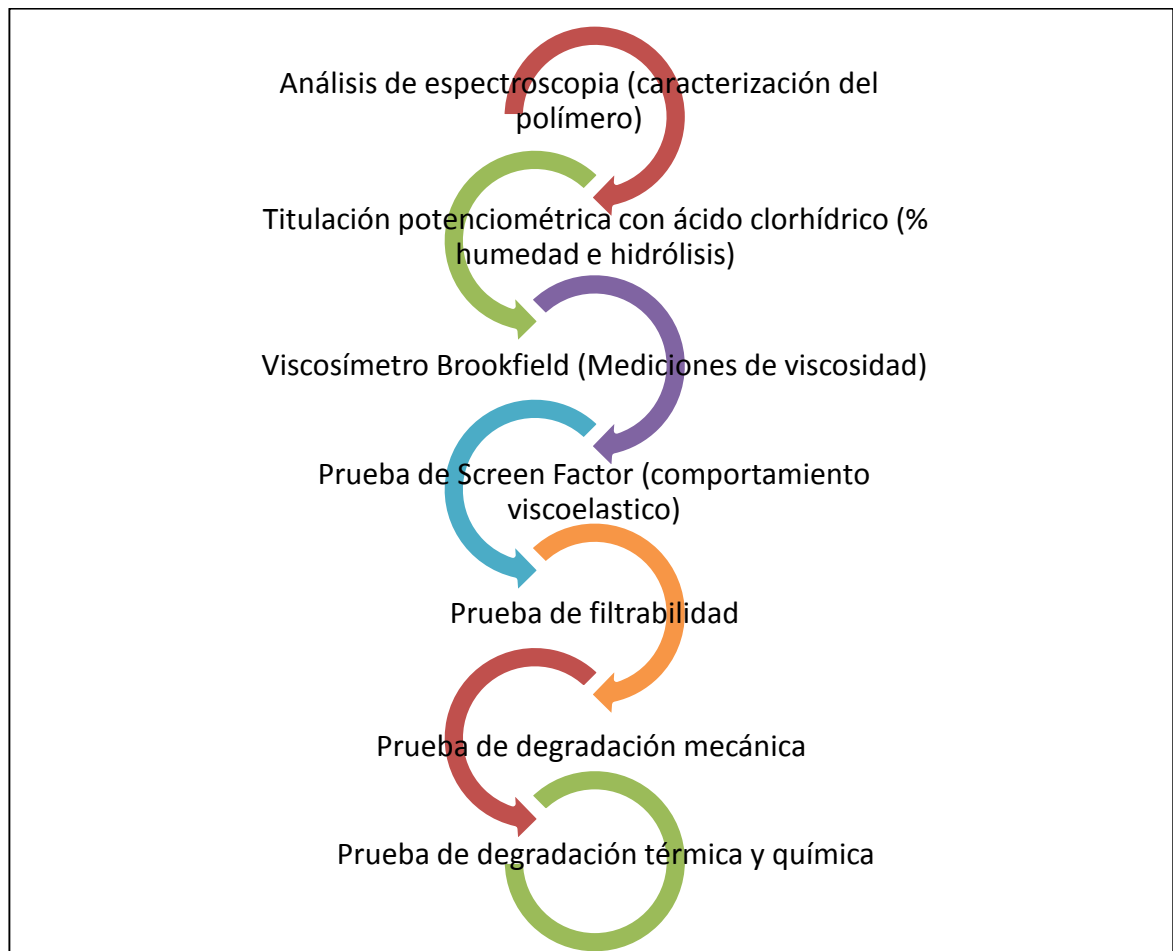 Análisis de espectroscopia (caracterización del
polímero)
Titulación potenciométrica con ácido clorhídrico (%
humedad e hidrólisis)
Viscosímetro Brookfield (Mediciones de viscosidad)
Prueba de Screen Factor (comportamiento
viscoelastico)
Prueba de filtrabilidad
Prueba de degradación mecánica
Prueba de degradación térmica y química